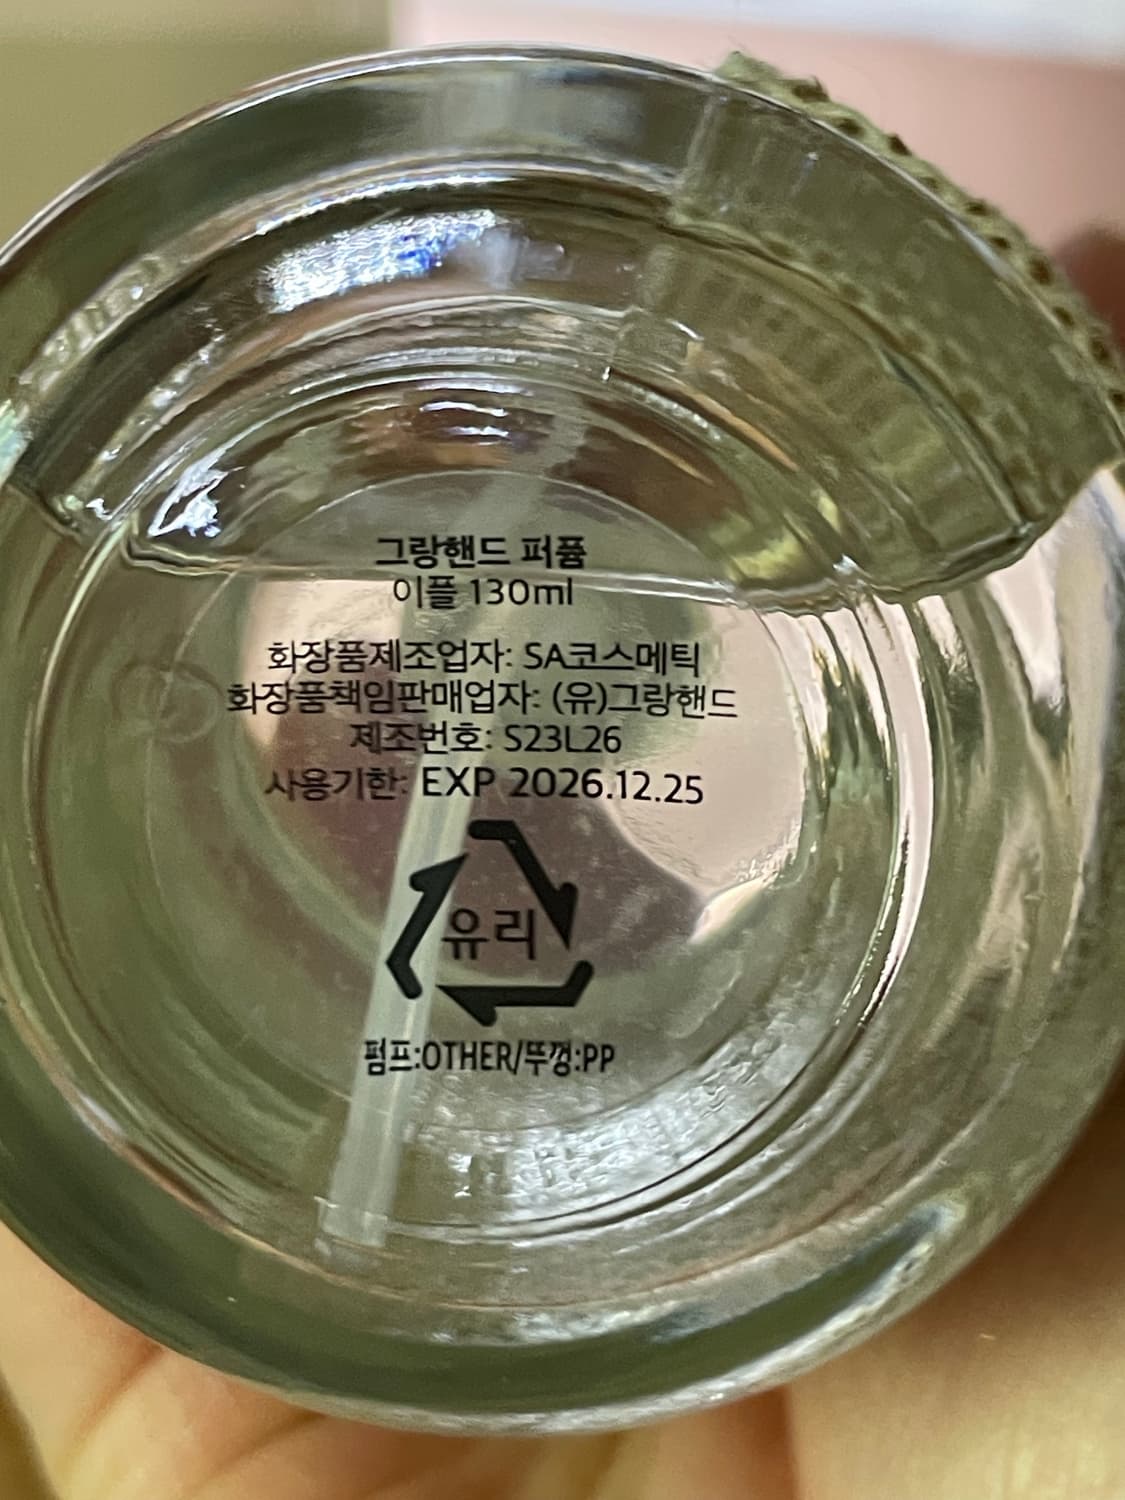 그랑핸드 퍼퓸
이플 130ml
화장품제조업자: SA코스메틱
화장품책임판매업자: (유)그랑핸드
제조번호: S23L26
사용기한: EXP 2026.12.25
유리
펌프:OTHER/뚜껑:PP